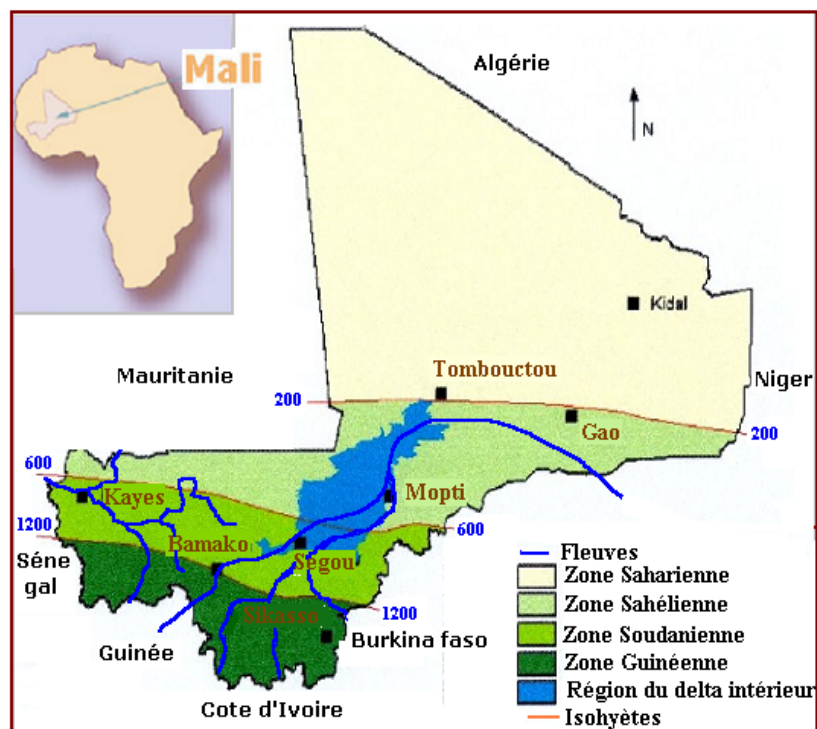 Mali
Algérie
N
Kidal
Mauritanie
Tombouctou
Niger
200
Gao
200
600
Kayes
Mopti
1200
600
Bamako
Ségou
Séne
gal
Sikasso
1200
Guinée
Burkina faso
Cote d'Ivoire
Fleuves
Zone Saharienne
Zone Sahélienne
Zone Soudanienne
Zone Guinéenne
Région du delta intérieur
Isohyètes